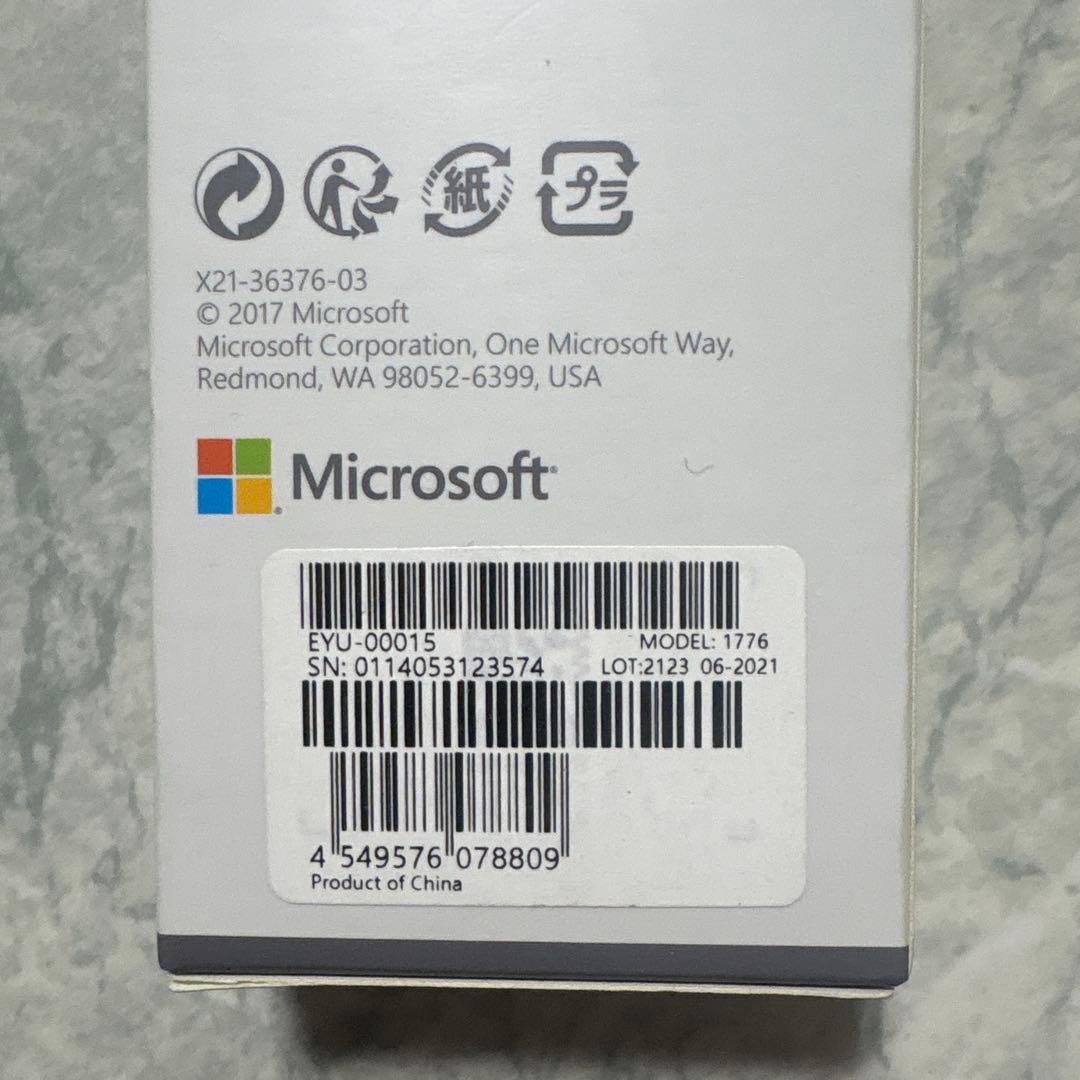 紙
プラ
X21-36376-03
© 2017 Microsoft
Microsoft Corporation, One Microsoft Way,
Redmond, WA 98052-6399, USA
Microsoft
EYU-00015 MODEL: 1776
SN: 0114053123574 LOT:2123 06-2021
4 549576 078809
Product of China